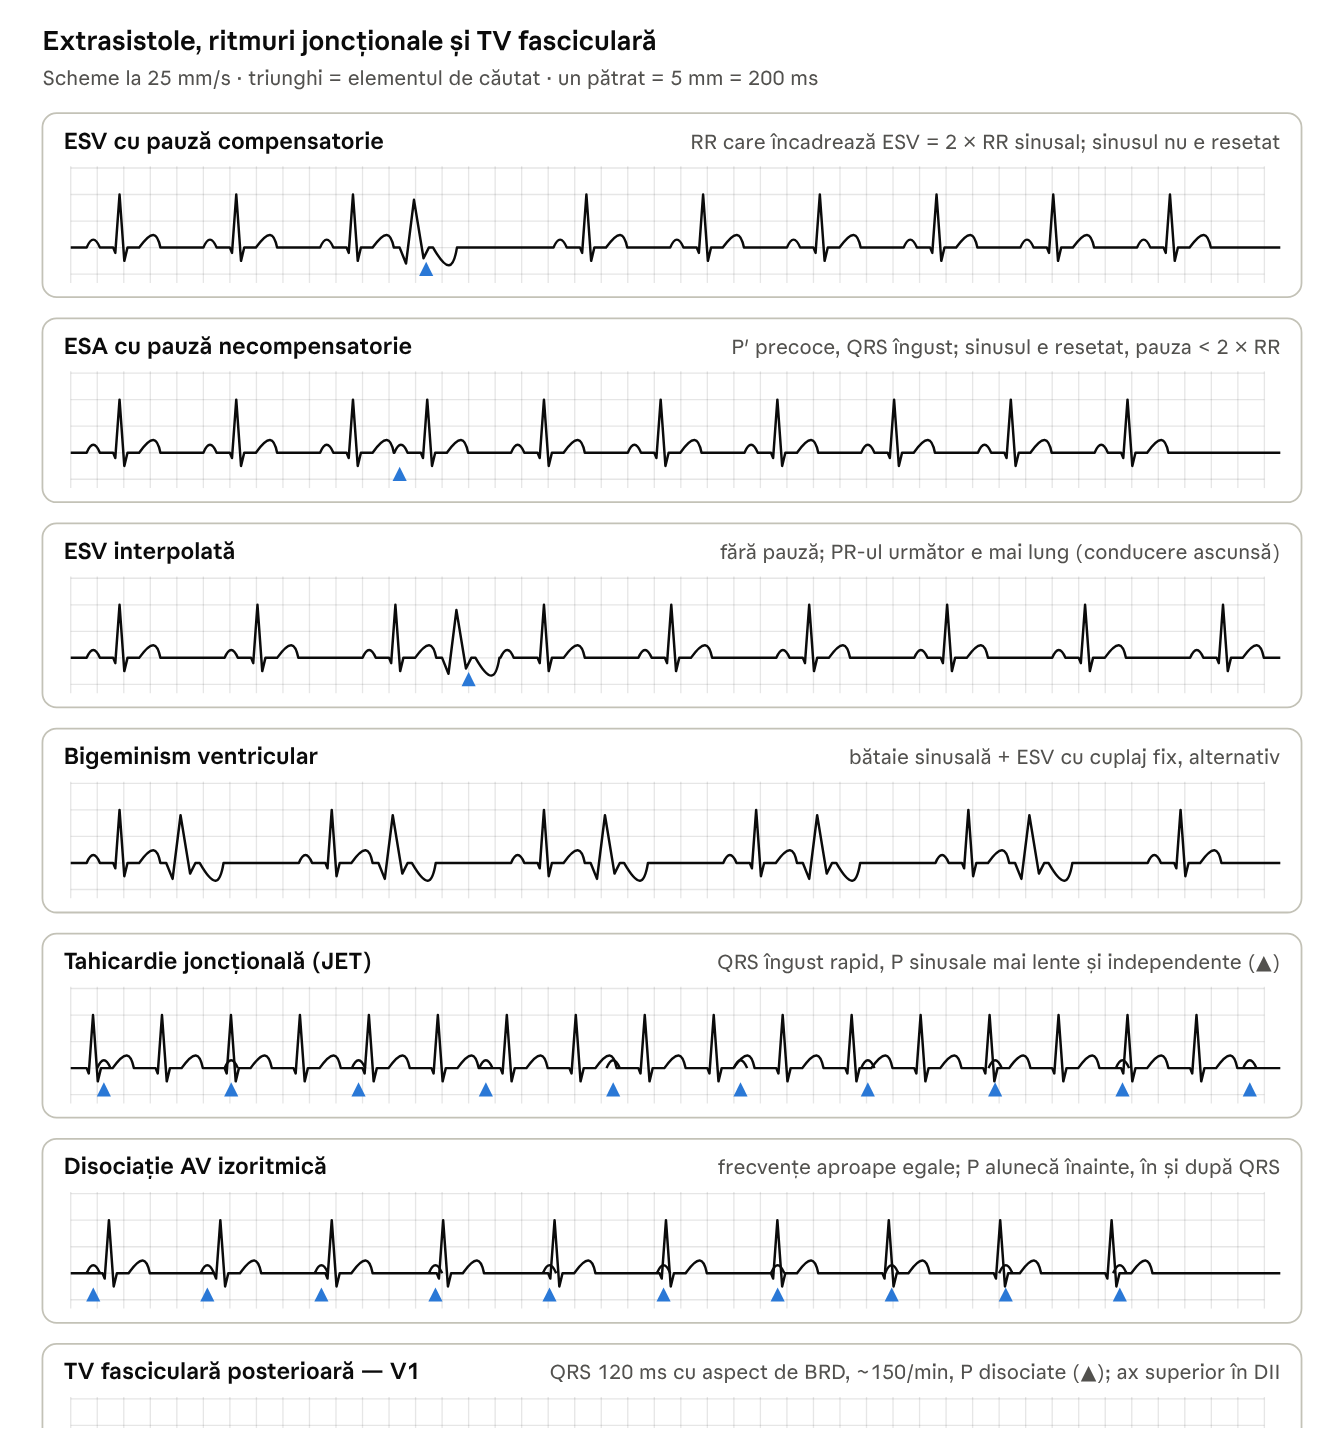 Extrasistole, ritmuri joncționale și TV fasciculară
Scheme la 25 mm/s · triunghi = elementul de căutat · un pătrat = 5 mm = 200 ms
ESV cu pauză compensatorie
RR care încadrează ESV = 2 × RR sinusal; sinusul nu e resetat
ESA cu pauză necompensatorie
P′ precoce, QRS îngust; sinusul e resetat, pauza < 2 × RR
ESV interpolată
fără pauză; PR-ul următor e mai lung (conducere ascunsă)
Bigeminism ventricular
bătaie sinusală + ESV cu cuplaj fix, alternativ
Tahicardie joncțională (JET)
QRS îngust rapid, P sinusale mai lente și independente (▲)
Disociație AV izoritmică
frecvențe aproape egale; P alunecă înainte, în și după QRS
TV fasciculară posterioară — V1
QRS 120 ms cu aspect de BRD, ~150/min, P disociate (▲); ax superior în DII